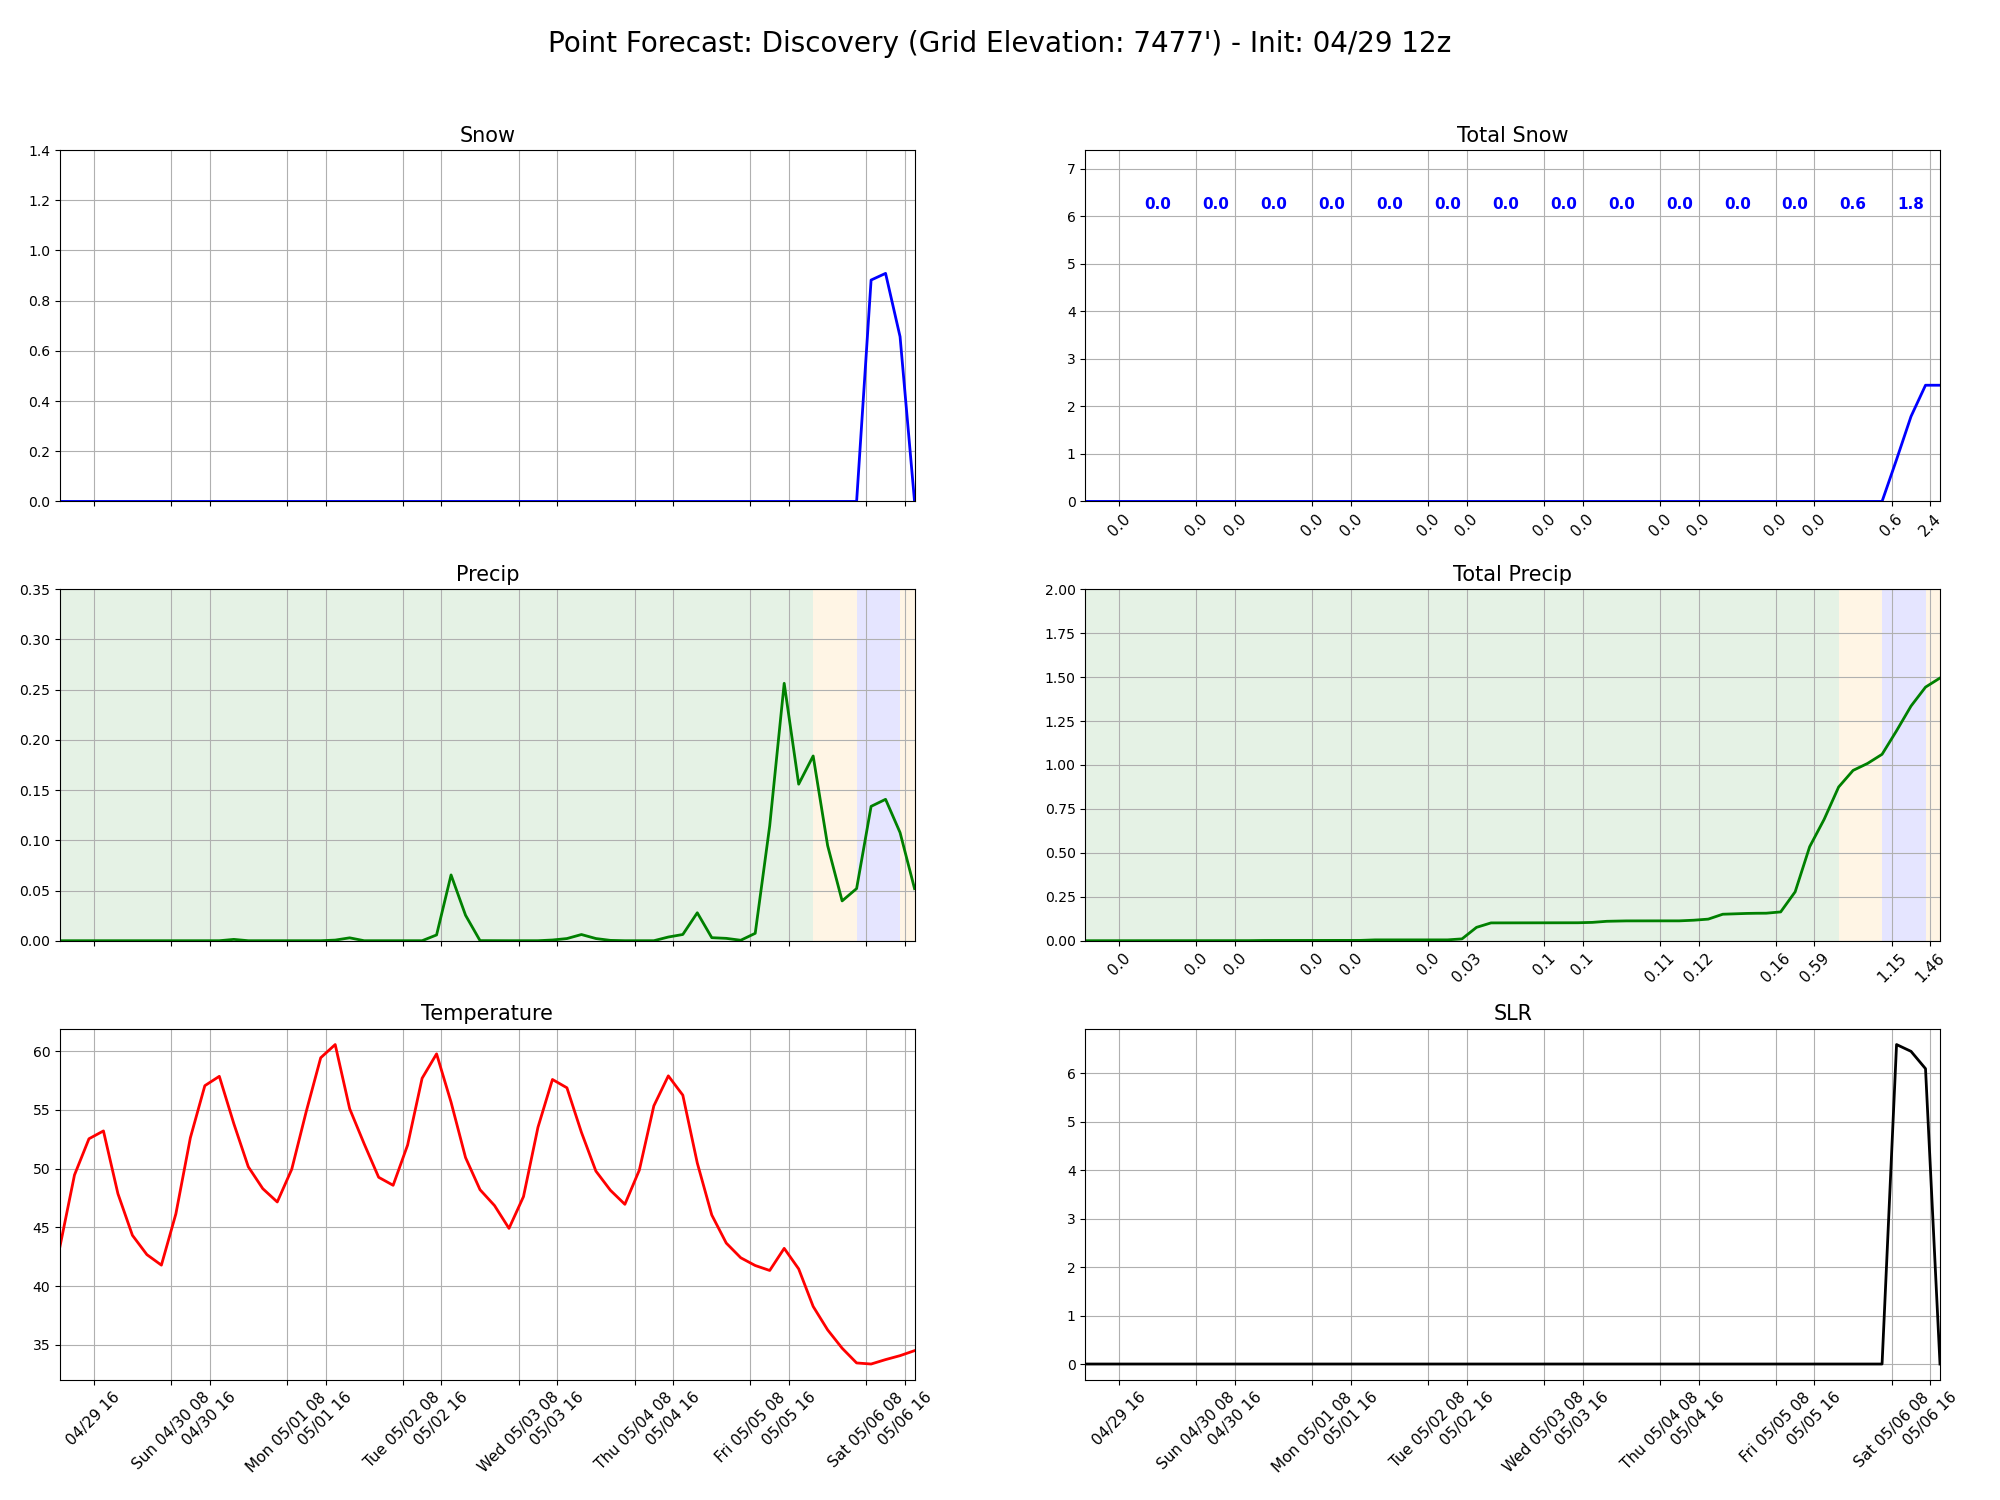 Point Forecast: Discovery (Grid Elevation: 7477') - Init: 04/29 12z
Snow
1.4
1.2
1.0
0.8
0.6
0.4
0.2
0.0
Total Snow
7
6
5
4
3
2
1
0
0.0 0.0 0.0 0.0 0.0 0.0 0.0 0.0 0.0 0.0 0.0 0.0 0.6 1.8
0.0 0.0 0.0 0.0 0.0 0.0 0.0 0.0 0.0 0.0 0.0 0.0 0.0 0.6 2.4
Precip
0.35
0.30
0.25
0.20
0.15
0.10
0.05
0.00
Total Precip
2.00
1.75
1.50
1.25
1.00
0.75
0.50
0.25
0.00
0.0 0.0 0.0 0.0 0.0 0.0 0.03 0.1 0.1 0.11 0.12 0.16 0.59 1.15 1.46
Temperature
60
55
50
45
40
35
04/29 16
Sun 04/30 08
04/30 16
Mon 05/01 08
05/01 16
Tue 05/02 08
05/02 16
Wed 05/03 08
05/03 16
Thu 05/04 08
05/04 16
Fri 05/05 08
05/05 16
Sat 05/06 08
05/06 16
SLR
6
5
4
3
2
1
0
04/29 16
Sun 04/30 08
04/30 16
Mon 05/01 08
05/01 16
Tue 05/02 08
05/02 16
Wed 05/03 08
05/03 16
Thu 05/04 08
05/04 16
Fri 05/05 08
05/05 16
Sat 05/06 08
05/06 16